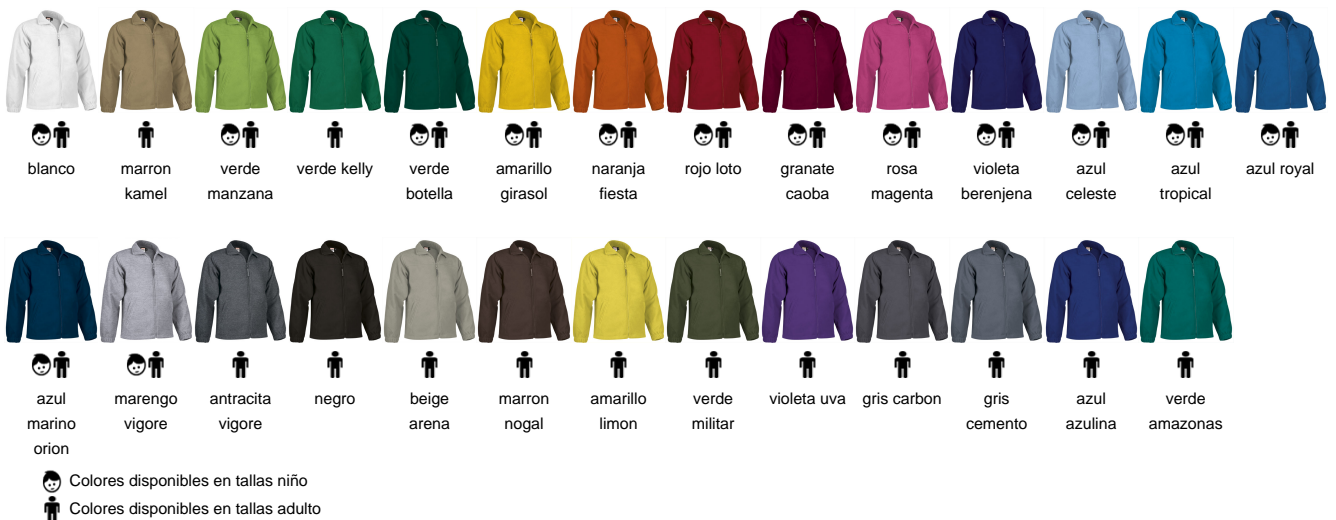 blanco
marron
kamel
verde
manzana
verde kelly
verde
botella
amarillo
girasol
naranja
fiesta
rojo loto
granate
caoba
rosa
magenta
violeta
berenjena
azul
celeste
azul
tropical
azul royal
azul
marino
orion
marengo
vigore
antracita
vigore
negro
beige
arena
marron
nogal
amarillo
limon
verde
militar
violeta uva
gris carbon
gris
cemento
azul
azulina
verde
amazonas
Colores disponibles en tallas niño
Colores disponibles en tallas adulto